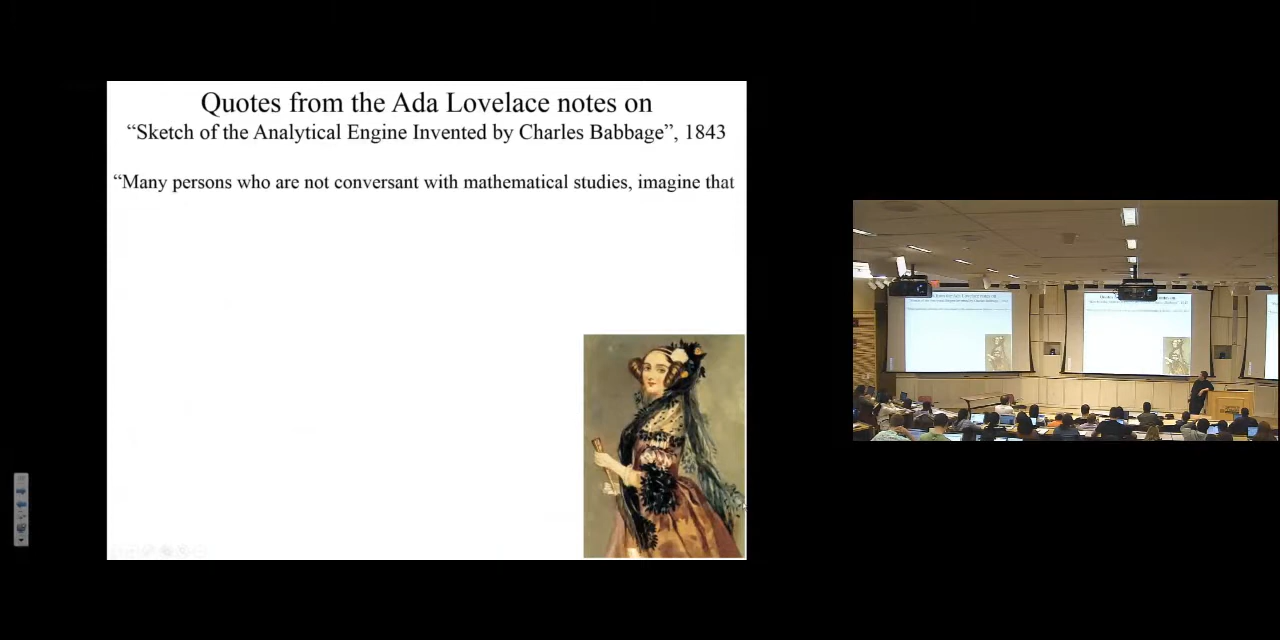 Quotes from the Ada Lovelace notes on
“Sketch of the Analytical Engine Invented by Charles Babbage”, 1843
“Many persons who are not conversant with mathematical studies, imagine that